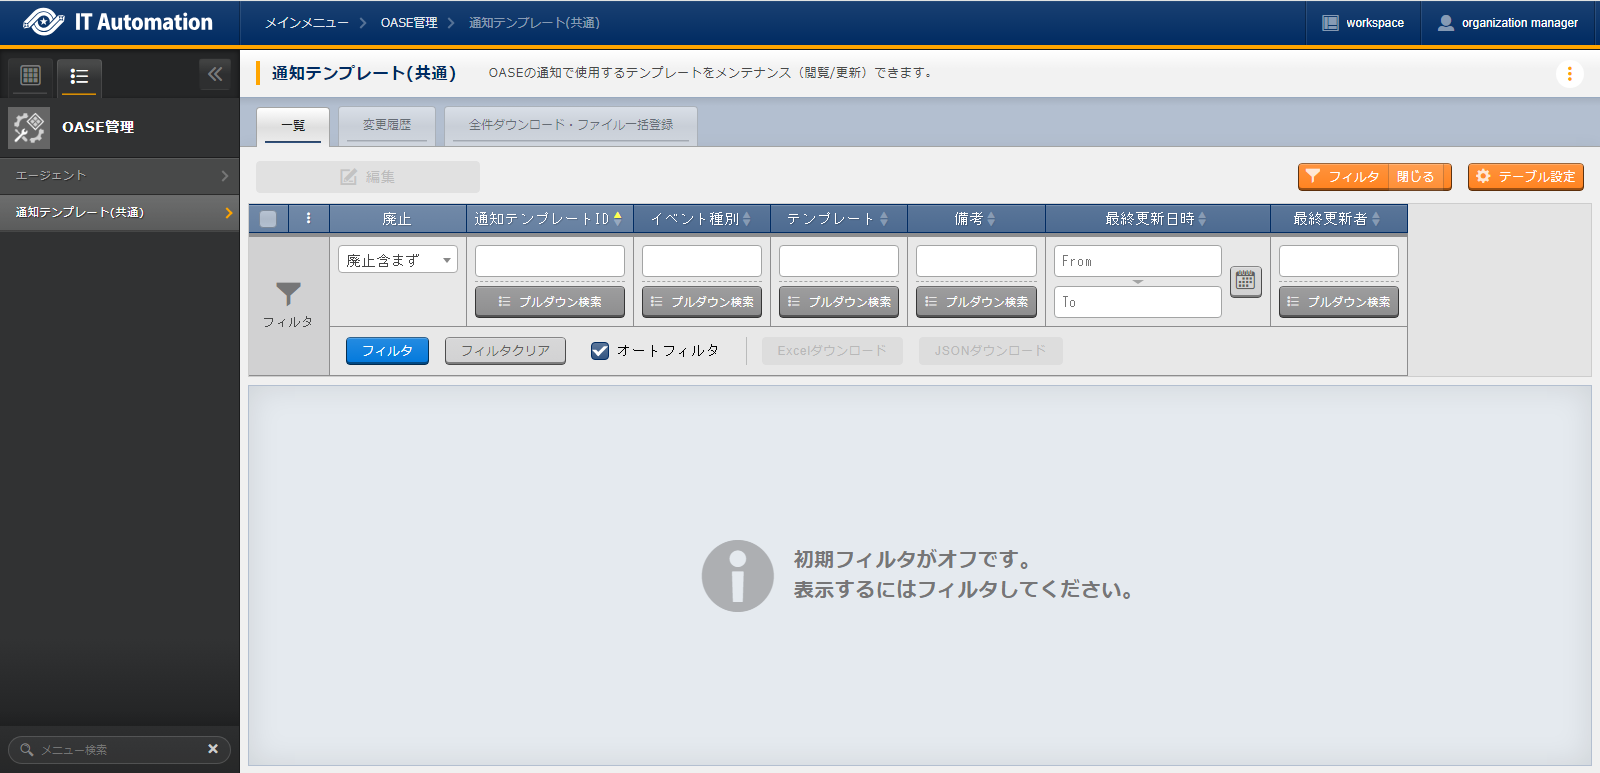 IT Automation
メインメニュー > OASE管理 > 通知テンプレート(共通)
workspace
organization manager
OASE管理
エージェント
通知テンプレート(共通)
メニュー検索
通知テンプレート(共通)
OASEの通知で使用するテンプレートをメンテナンス（閲覧/更新）できます。
一覧
変更履歴
全件ダウンロード・ファイル一括登録
編集
フィルタ 閉じる
テーブル設定
廃止 通知テンプレートID イベント種別 テンプレート 備考 最終更新日時 最終更新者
フィルタ
廃止含まず
From
To
プルダウン検索 プルダウン検索 プルダウン検索 プルダウン検索 プルダウン検索
フィルタ フィルタクリア オートフィルタ Excelダウンロード JSONダウンロード
初期フィルタがオフです。
表示するにはフィルタしてください。